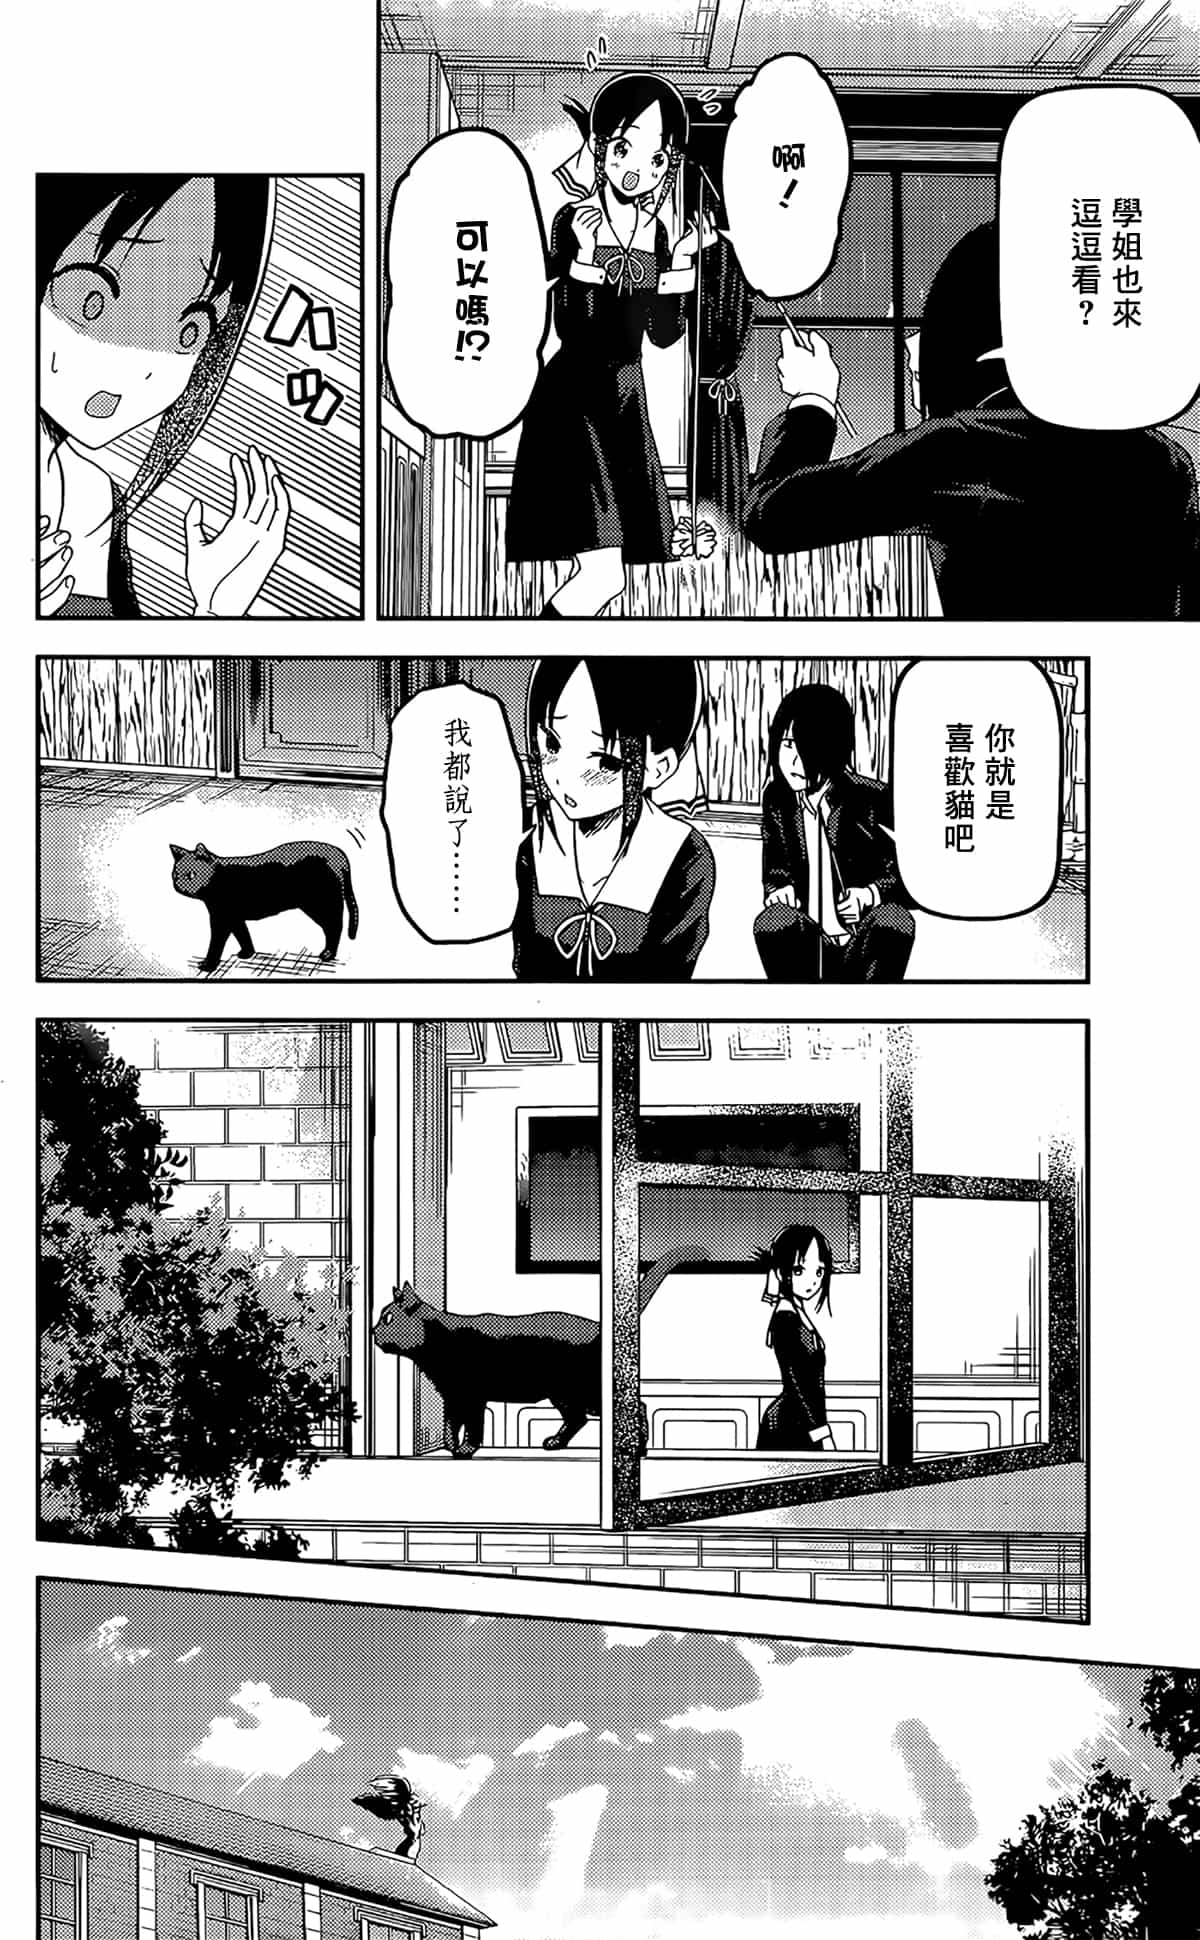 學姐也來
逗逗看?
啊!
可以嗎!?
ハッ
你就是
喜歡貓吧
我都說了……